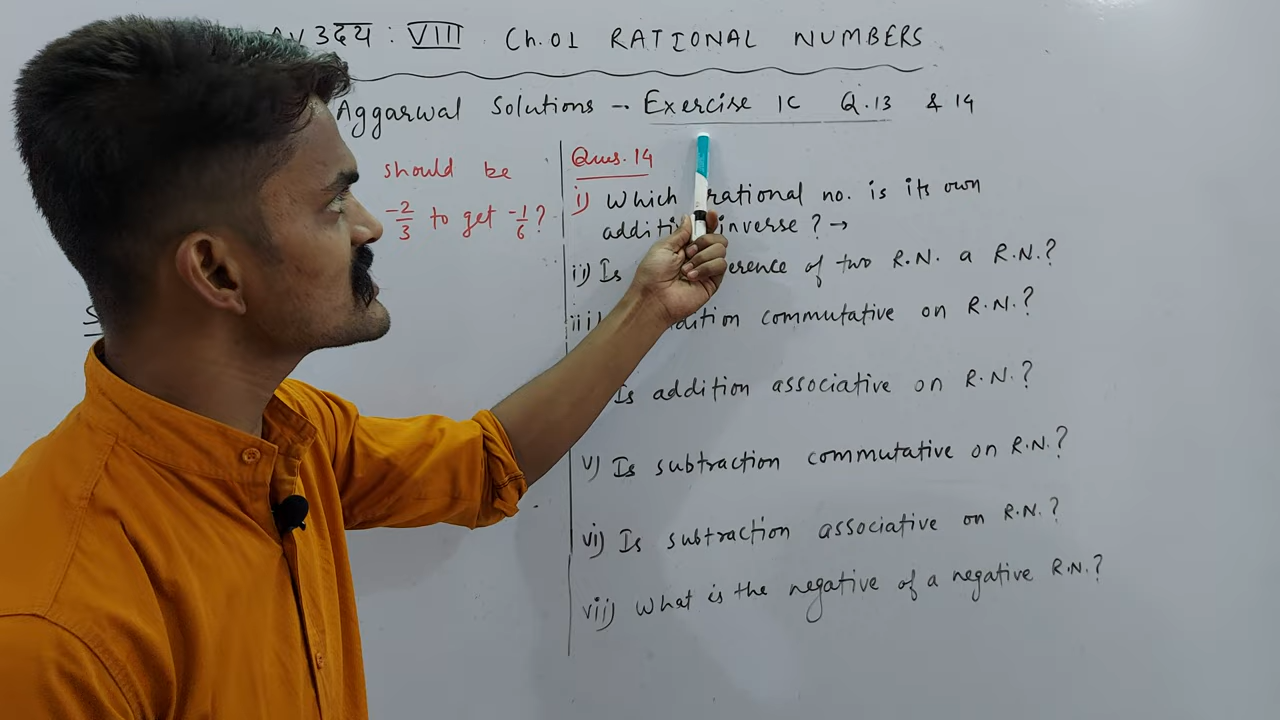 उदय : VIII Ch.01 RATIONAL NUMBERS
Aggarwal Solutions → Exercise 1C Q.13 & 14
should be
-2/3 to get -1/6 ?
Ques. 14
i) Which rational no. is its own
inverse ? →
ii) Is of two R.N. a R.N. ?
iii) commutative on R.N. ?
Is addition associative on R.N. ?
v) Is subtraction commutative on R.N. ?
vi) Is subtraction associative on R.N. ?
vii) What is the negative of a negative R.N. ?